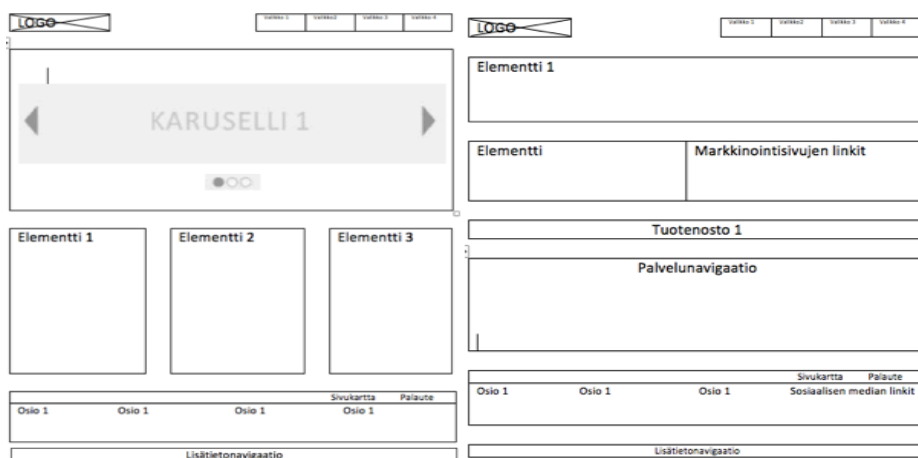 LOGO
Valikko 1 Valikko2 Valikko 3 Valikko 4
KARUSELLI 1
Elementti 1 Elementti 2 Elementti 3
Sivukartta Palaute
Osio 1 Osio 1 Osio 1 Osio 1
Lisätietonavigaatio
LOGO
Valikko 1 Valikko2 Valikko 3 Valikko 4
Elementti 1
Elementti Markkinointisivujen linkit
Tuotenosto 1
Palvelunavigaatio
Sivukartta Palaute
Osio 1 Osio 1 Osio 1 Sosiaalisen median linkit
Lisätietonavigaatio